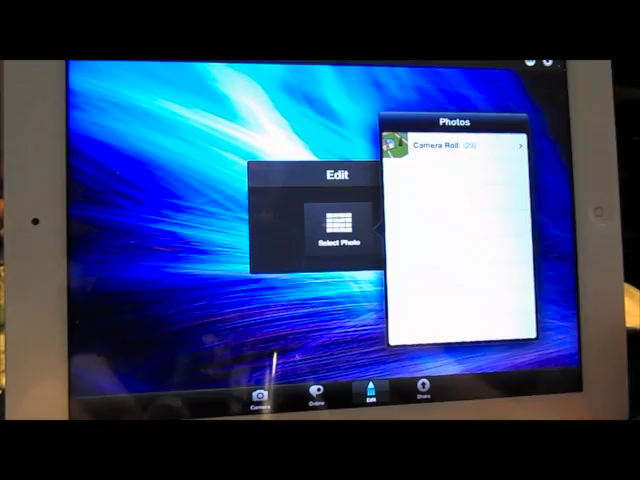 Photos
Camera Roll (29)
Edit
Select Photo
Camera
Online
Edit
Share